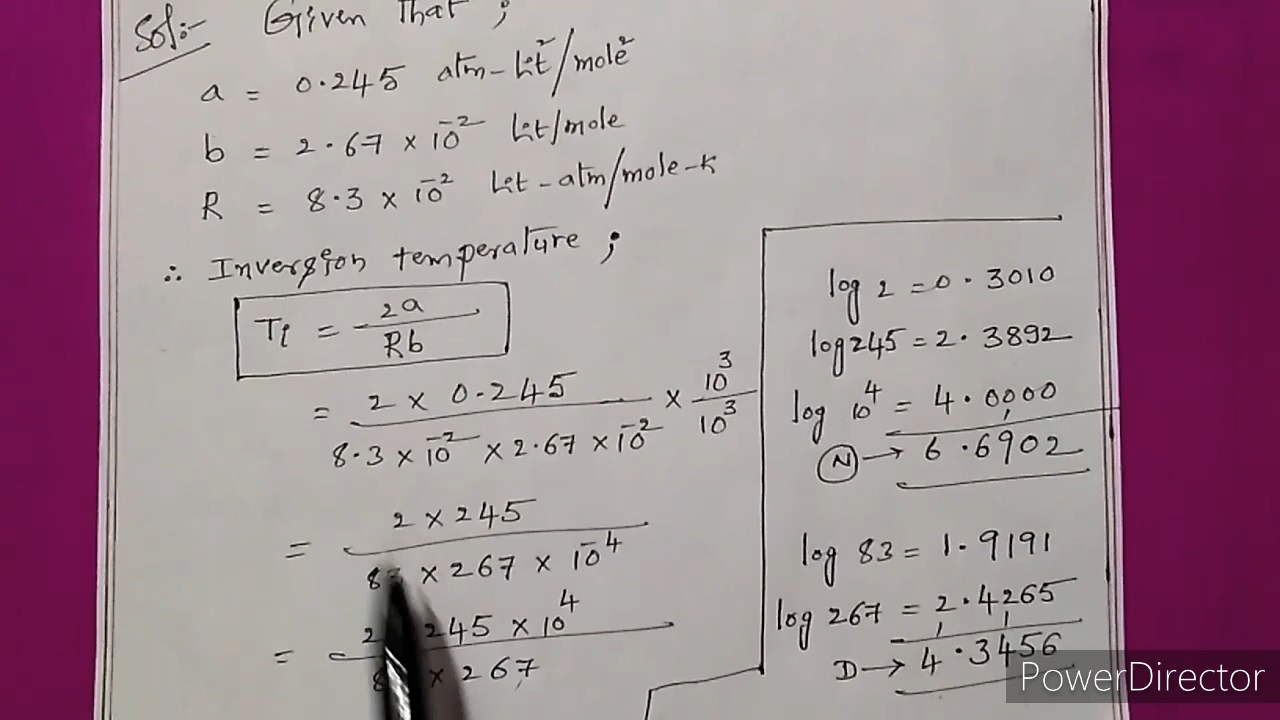 Sol:- Given That ;
a = 0.245 atm-Lit²/mole²
b = 2.67 × 10⁻² Lit/mole
R = 8.3 × 10⁻² Lit-atm/mole-K
∴ Inversion temperature ;
Ti = 2a / Rb
= 2 × 0.245 / 8.3 × 10⁻² × 2.67 × 10⁻² × 10³ / 10³
= 2 × 245 / 83 × 267 × 10⁻⁴
= 2 × 245 × 10⁴ / 8 × 267
log 2 = 0.3010
log 245 = 2.3892
log 10⁴ = 4.0000
N → 6.6902
log 83 = 1.9191
log 267 = 2.4265
D → 4.3456
PowerDirector